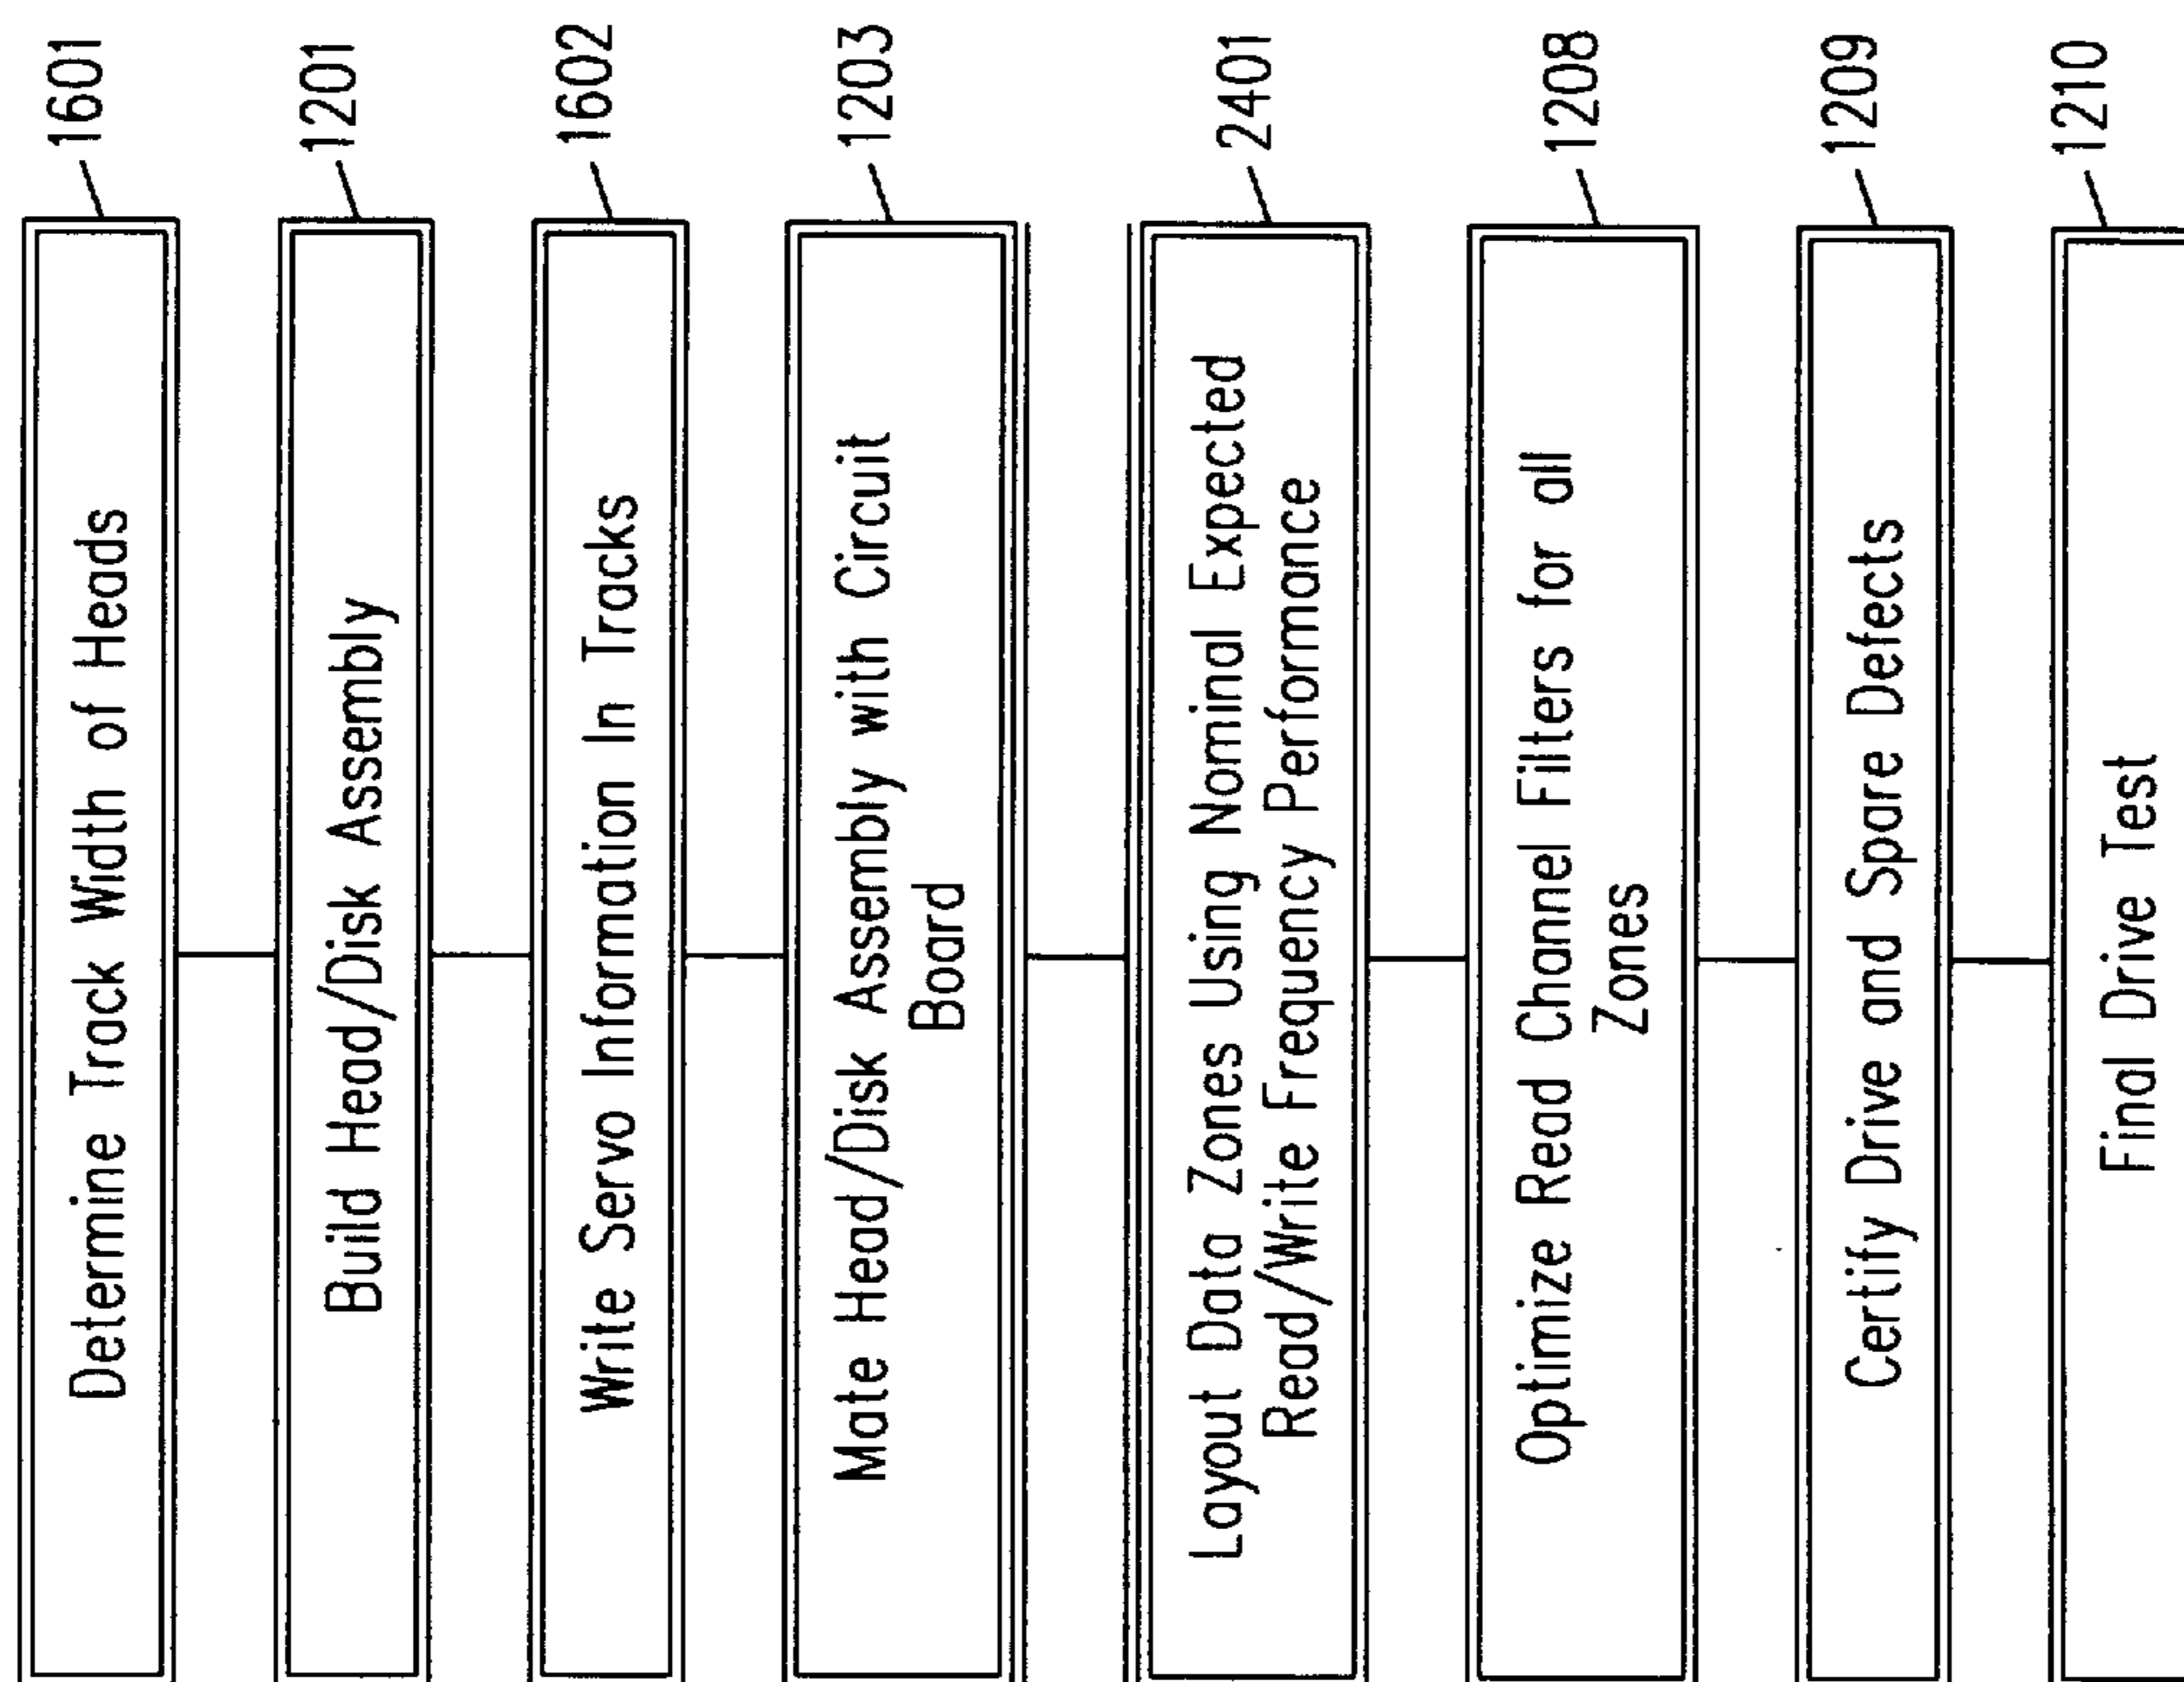 Determine Track Width of Heads
1601
Build Head/Disk Assembly
1201
Write Servo Information In Tracks
1602
Mate Head/Disk Assembly with Circuit
Board
1203
Layout Data Zones Using Nominal Expected
Read/Write Frequency Performance
2401
Optimize Read Channel Filters for all
Zones
1208
Certify Drive and Spare Defects
1209
Final Drive Test
1210